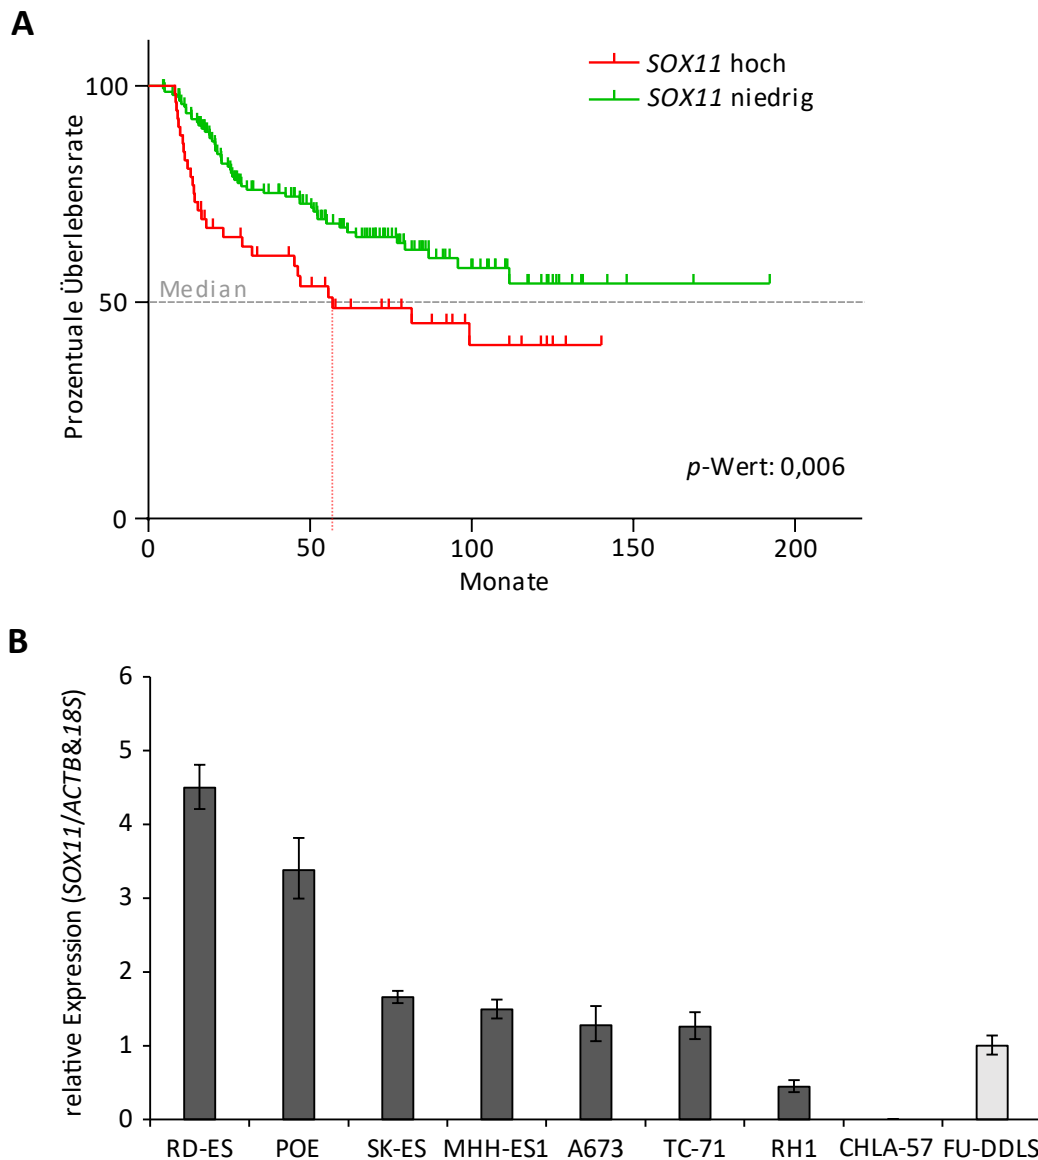 A
SOX11 hoch
SOX11 niedrig
100
50
0
Prozentuale Überlebensrate
Median
p-Wert: 0,006
0 50 100 150 200
Monate
B
relative Expression (SOX11/ACTB&18S)
6
5
4
3
2
1
0
RD-ES POE SK-ES MHH-ES1 A673 TC-71 RH1 CHLA-57 FU-DDLS